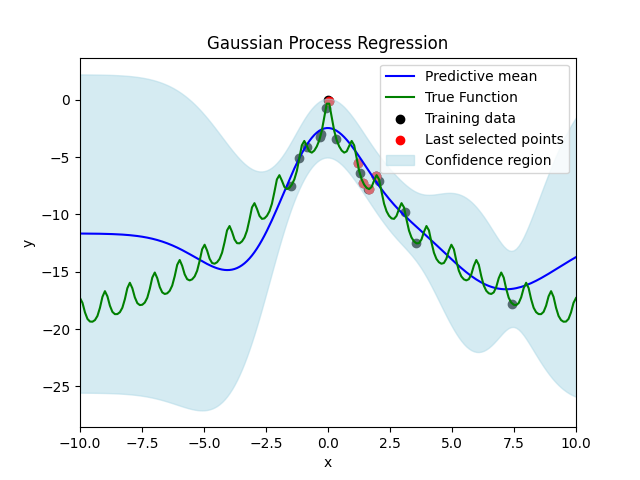 Gaussian Process Regression
Predictive mean
True Function
Training data
Last selected points
Confidence region
y
0
−5
−10
−15
−20
−25
−10.0 −7.5 −5.0 −2.5 0.0 2.5 5.0 7.5 10.0
x